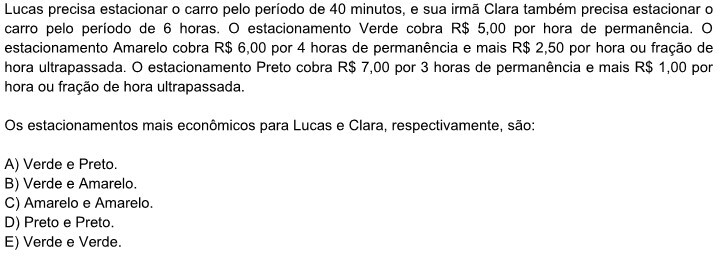 Lucas precisa estacionar o carro pelo período de 40 minutos, e sua irmã Clara também precisa estacionar o
carro pelo período de 6 horas. O estacionamento Verde cobra R$ 5,00 por hora de permanência. O
estacionamento Amarelo cobra R$ 6,00 por 4 horas de permanência e mais R$ 2,50 por hora ou fração de
hora ultrapassada. O estacionamento Preto cobra R$ 7,00 por 3 horas de permanência e mais R$ 1,00 por
hora ou fração de hora ultrapassada.
Os estacionamentos mais econômicos para Lucas e Clara, respectivamente, são:
A) Verde e Preto.
B) Verde e Amarelo.
C) Amarelo e Amarelo.
D) Preto e Preto.
E) Verde e Verde.